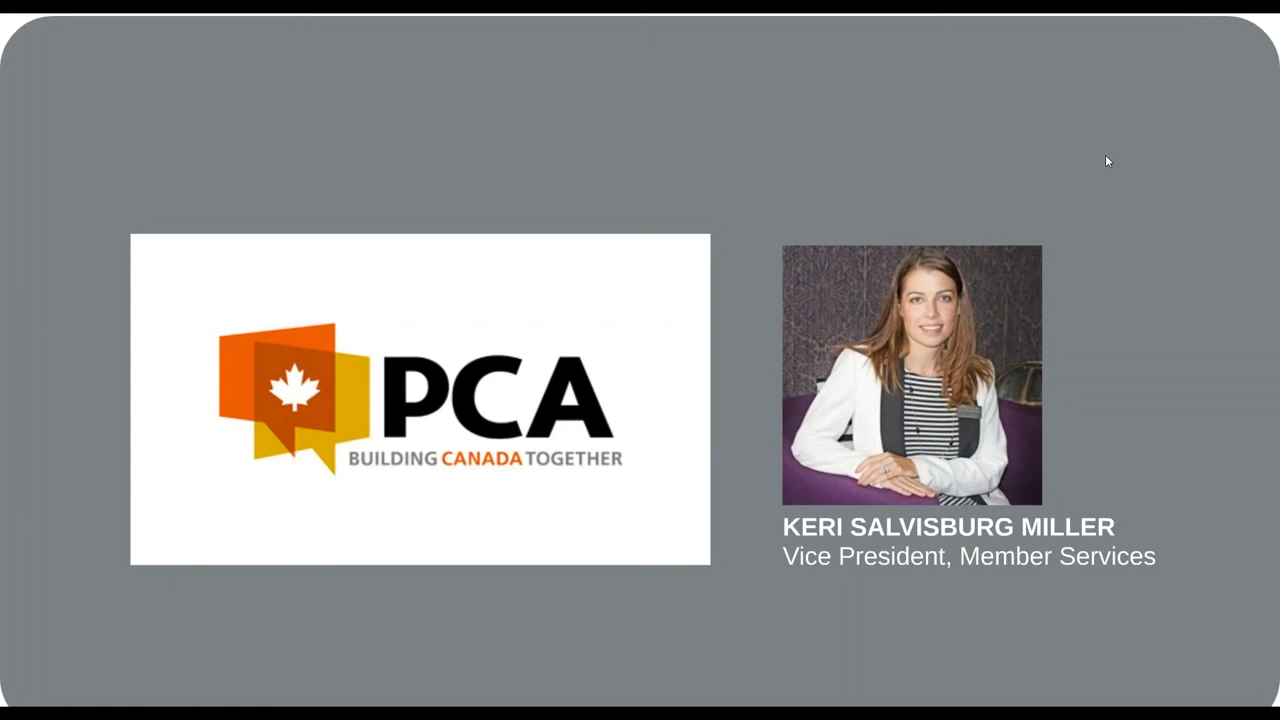 PCA
BUILDING CANADA TOGETHER
KERI SALVISBURG MILLER
Vice President, Member Services